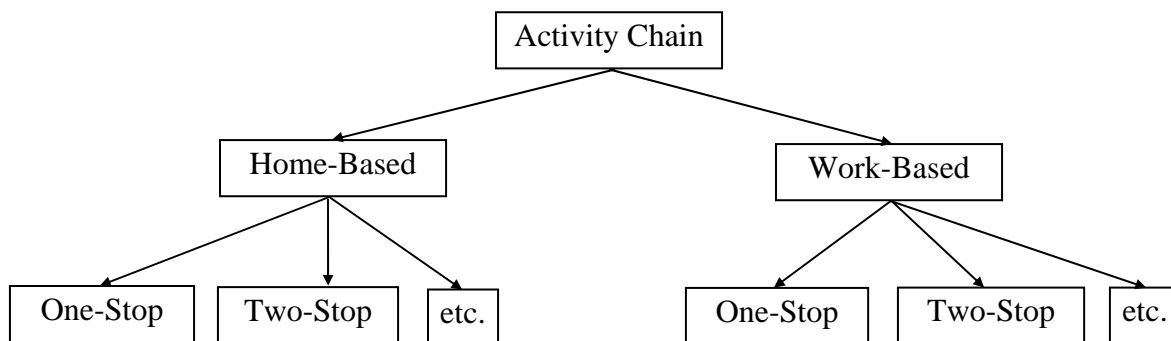 Activity Chain
Home-Based
Work-Based
One-Stop
Two-Stop
etc.
One-Stop
Two-Stop
etc.